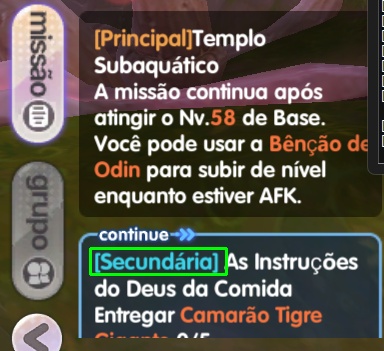 missão
grupo
[Principal]Templo
Subaquático
A missão continua após
atingir o Nv.58 de Base.
Você pode usar a Bênção de
Odin para subir de nível
enquanto estiver AFK.
continue
[Secundária] As Instruções
do Deus da Comida
Entregar Camarão Tigre
Gigante 0/5